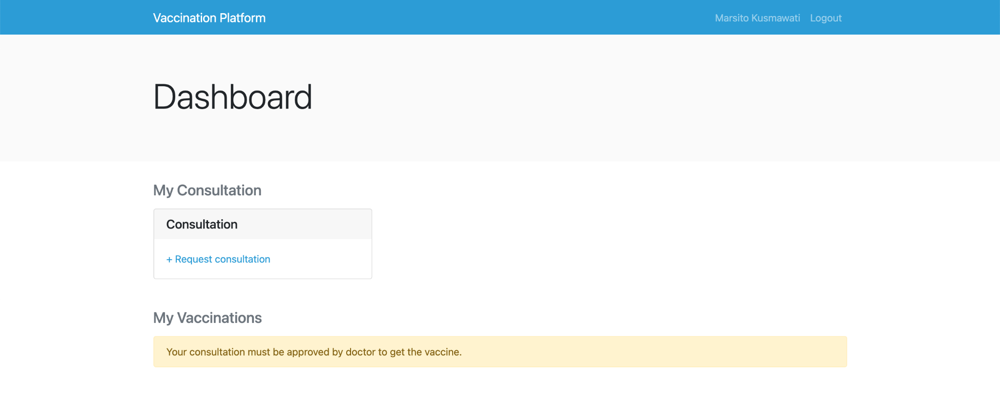 Vaccination Platform
Marsito Kusmawati Logout
Dashboard
My Consultation
Consultation
+ Request consultation
My Vaccinations
Your consultation must be approved by doctor to get the vaccine.